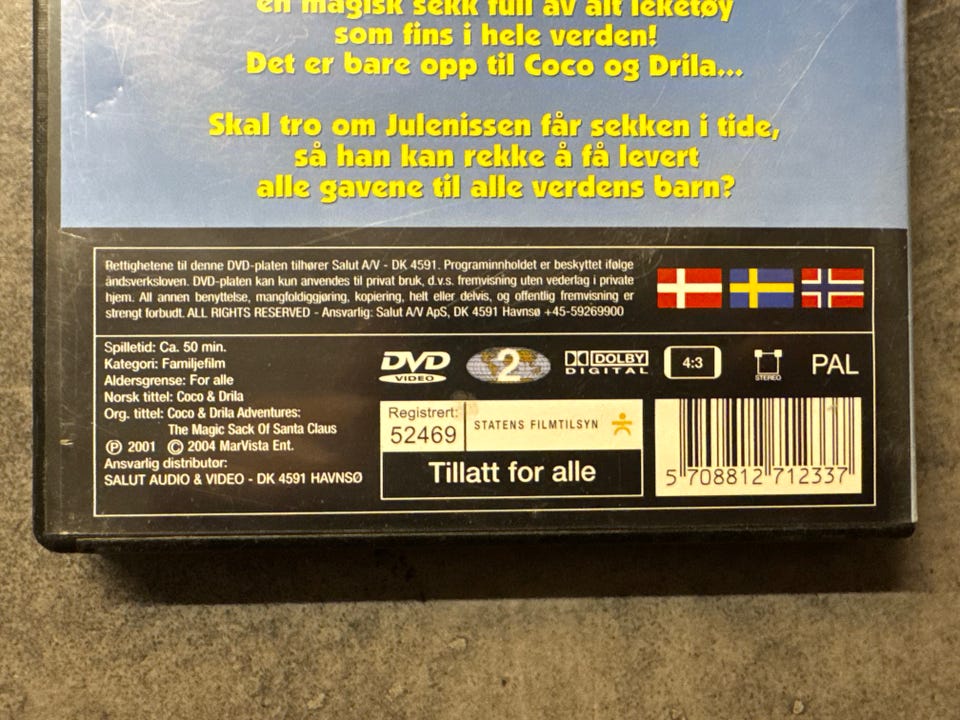 en magisk sekk full av alt leketøy
som fins i hele verden!
Det er bare opp til Coco og Drila...
Skal tro om Julenissen får sekken i tide,
så han kan rekke å få levert
alle gavene til alle verdens barn?
Rettighetene til denne DVD-platen tilhører Salut A/V - DK 4591. Programinnholdet er beskyttet ifølge
åndsverksloven. DVD-platen kan kun anvendes til privat bruk, d.v.s. fremvisning uten vederlag i private
hjem. All annen benyttelse, mangfoldiggjøring, kopiering, helt eller delvis, og offentlig fremvisning er
strengt forbudt. ALL RIGHTS RESERVED - Ansvarlig: Salut A/V ApS, DK 4591 Havnsø +45-59269900
Spilletid: Ca. 50 min.
Kategori: Familjefilm
Aldersgrense: For alle
Norsk tittel: Coco & Drila
Org. tittel: Coco & Drila Adventures:
The Magic Sack Of Santa Claus
℗ 2001 © 2004 MarVista Ent.
Ansvarlig distributor:
SALUT AUDIO & VIDEO - DK 4591 HAVNSØ
DVD
VIDEO
2
DOLBY
DIGITAL
4:3
STEREO
PAL
Registrert:
52469
STATENS FILMTILSYN
Tillatt for alle
5 708812 712337